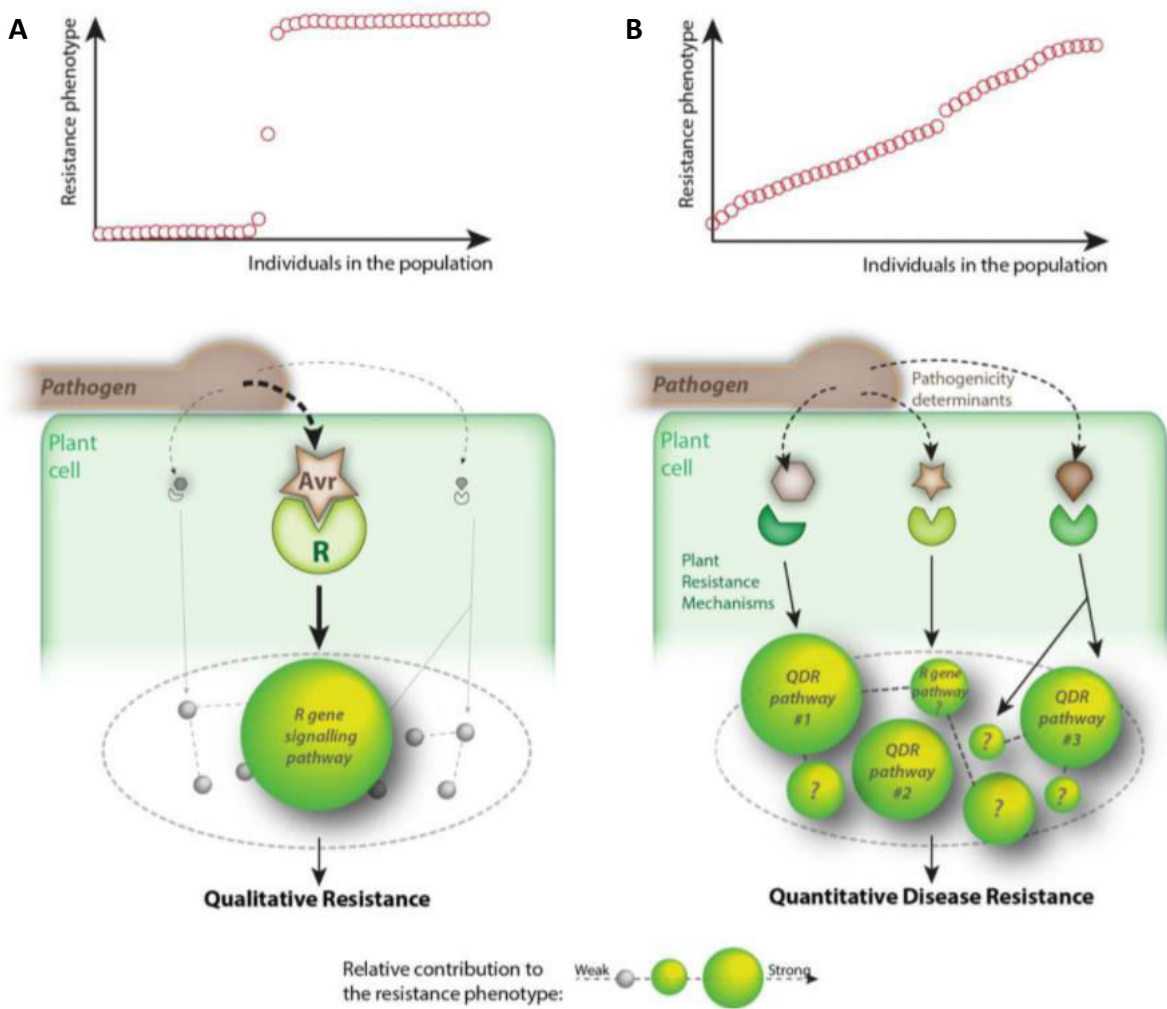 A
Resistance phenotype
Individuals in the population
Pathogen
Plant
cell
Avr
R
R gene
signalling
pathway
Qualitative Resistance
B
Resistance phenotype
Individuals in the population
Pathogen
Pathogenicity
determinants
Plant
cell
Plant
Resistance
Mechanisms
QDR
pathway
#1
R gene
pathway
?
QDR
pathway
#2
?
QDR
pathway
#3
?
?
?
Quantitative Disease Resistance
Relative contribution to
the resistance phenotype:
Weak
Strong